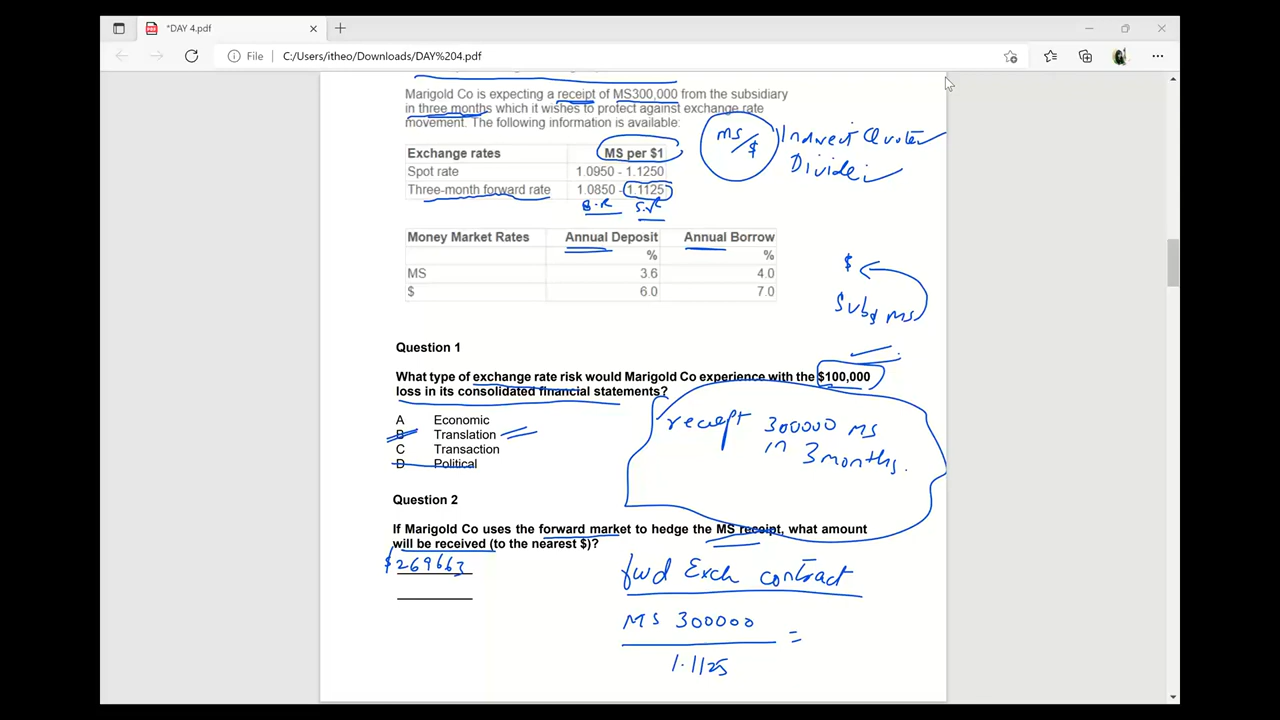 *DAY 4.pdf
File C:/Users/itheo/Downloads/DAY%204.pdf
Marigold Co is expecting a receipt of MS300,000 from the subsidiary
in three months which it wishes to protect against exchange rate
movement. The following information is available:
MS/$ Indirect Quote
Divide
Exchange rates MS per $1
Spot rate 1.0950 - 1.1250
Three-month forward rate 1.0850 - 1.1125
B.R S.R
Money Market Rates Annual Deposit Annual Borrow
% %
MS 3.6 4.0
$ 6.0 7.0
$
Subs MS
Question 1
What type of exchange rate risk would Marigold Co experience with the $100,000
loss in its consolidated financial statements?
A Economic
B Translation
C Transaction
D Political
receipt 300000 MS
in 3 months.
Question 2
If Marigold Co uses the forward market to hedge the MS receipt, what amount
will be received (to the nearest $)?
$269663
fwd Exch contract
MS 300000 =
1.1125